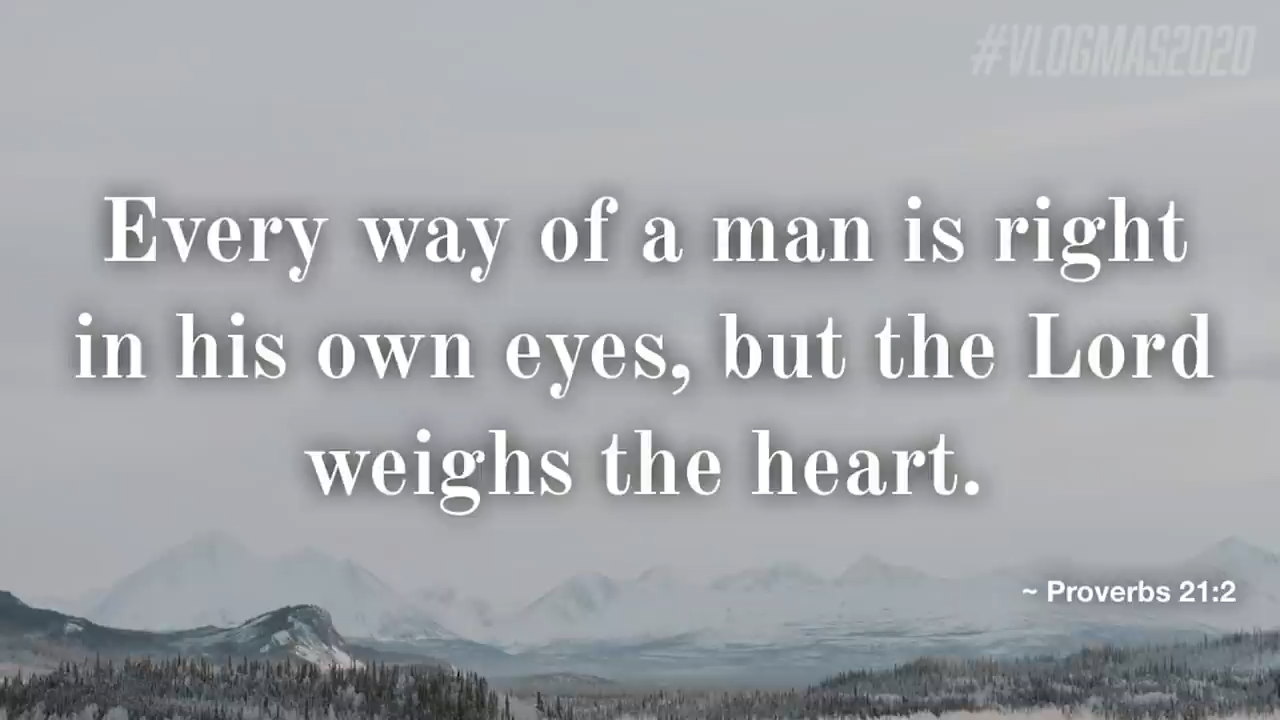 #VLOGMAS2020
Every way of a man is right
in his own eyes, but the Lord
weighs the heart.
~ Proverbs 21:2